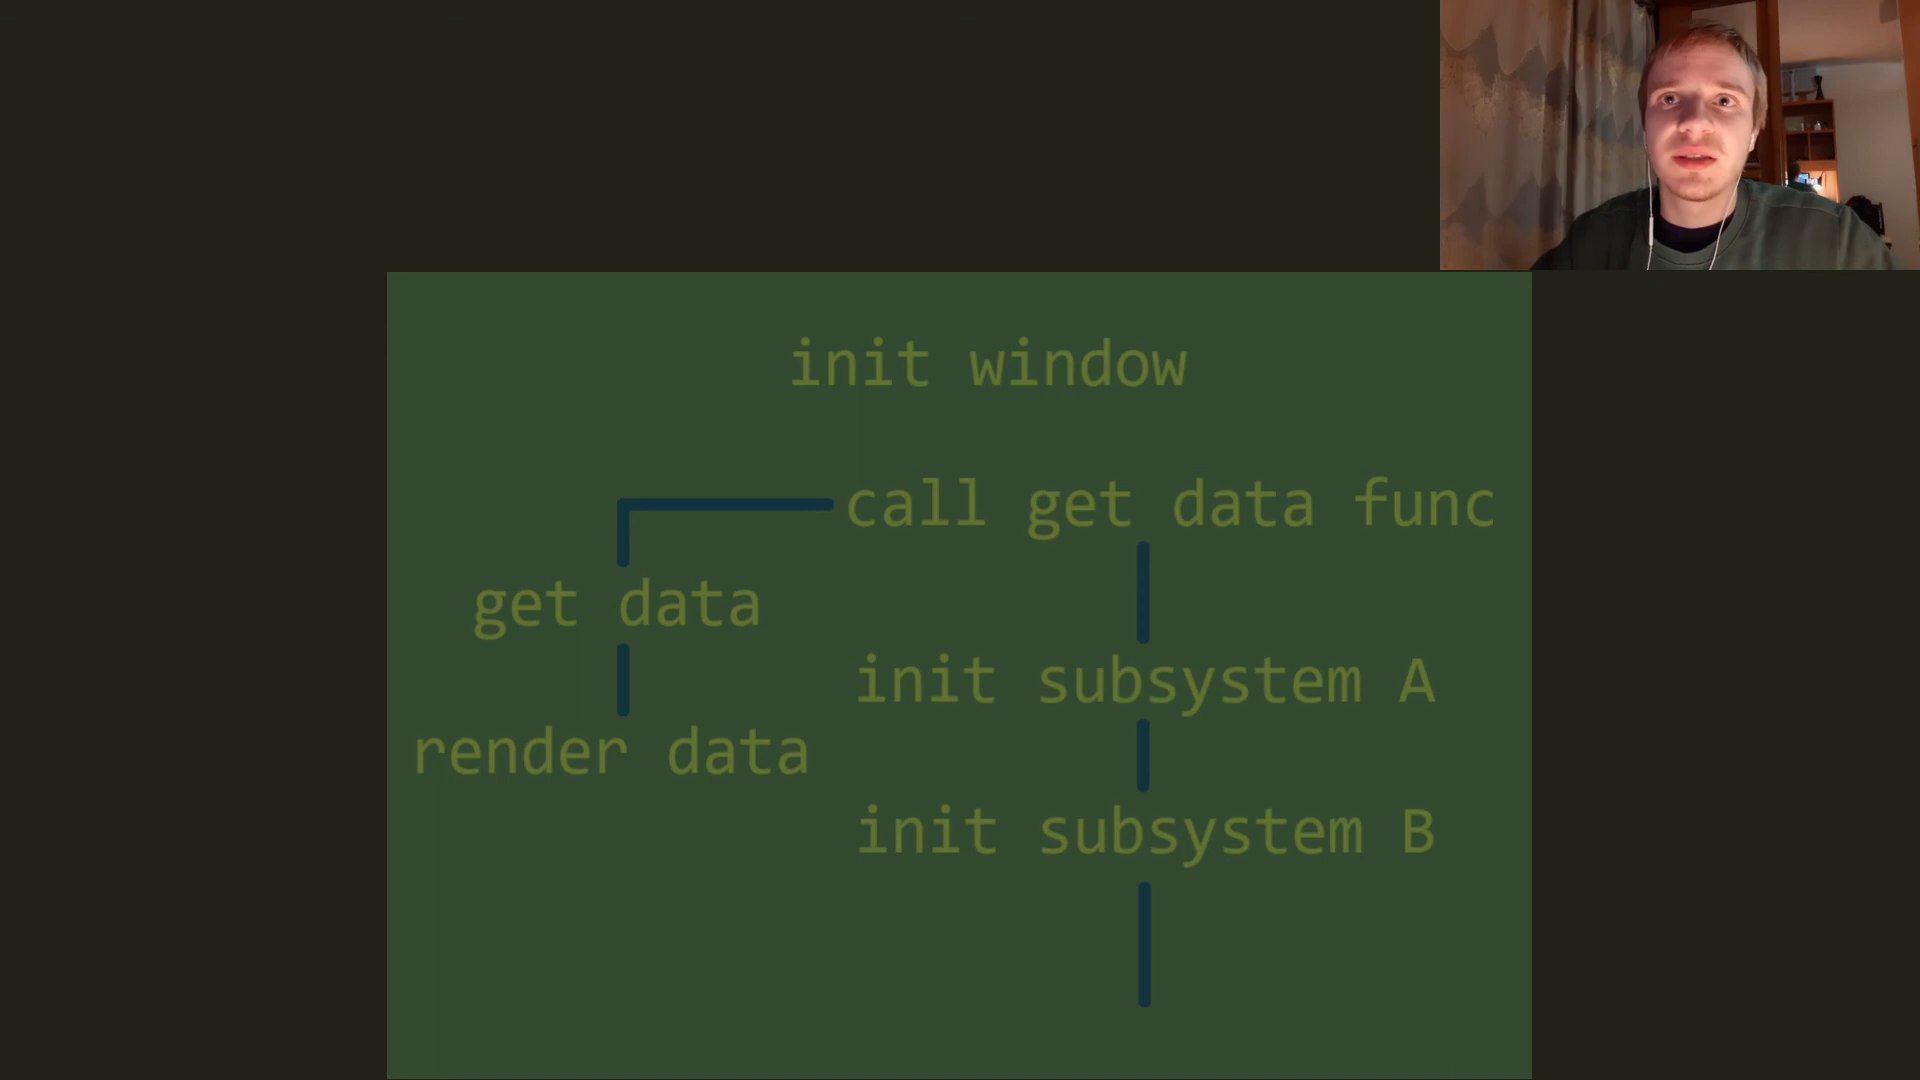 init window
call get data func
get data
init subsystem A
render data
init subsystem B